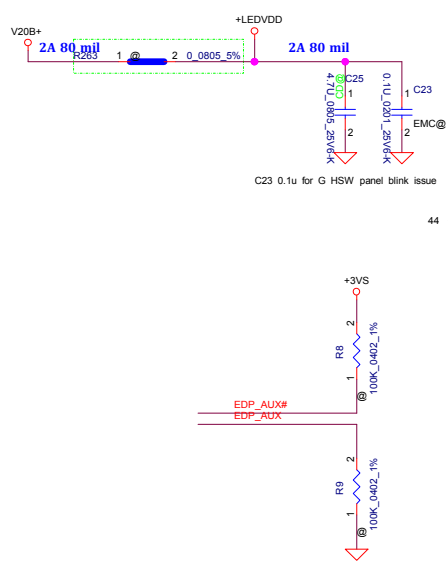 +LEDVDD
V20B+
2A 80 mil
2A 80 mil
R263
1
@
2
0_0805_5%
CD@
C25
1
2
4.7U_0805_25V6-K
C23
1
2
0.1U_0201_25V6-K
EMC@
C23 0.1u for G HSW panel blink issue
44
+3VS
2
R8
1
100K_0402_1%
@
EDP_AUX#
EDP_AUX
2
R9
1
100K_0402_1%
@